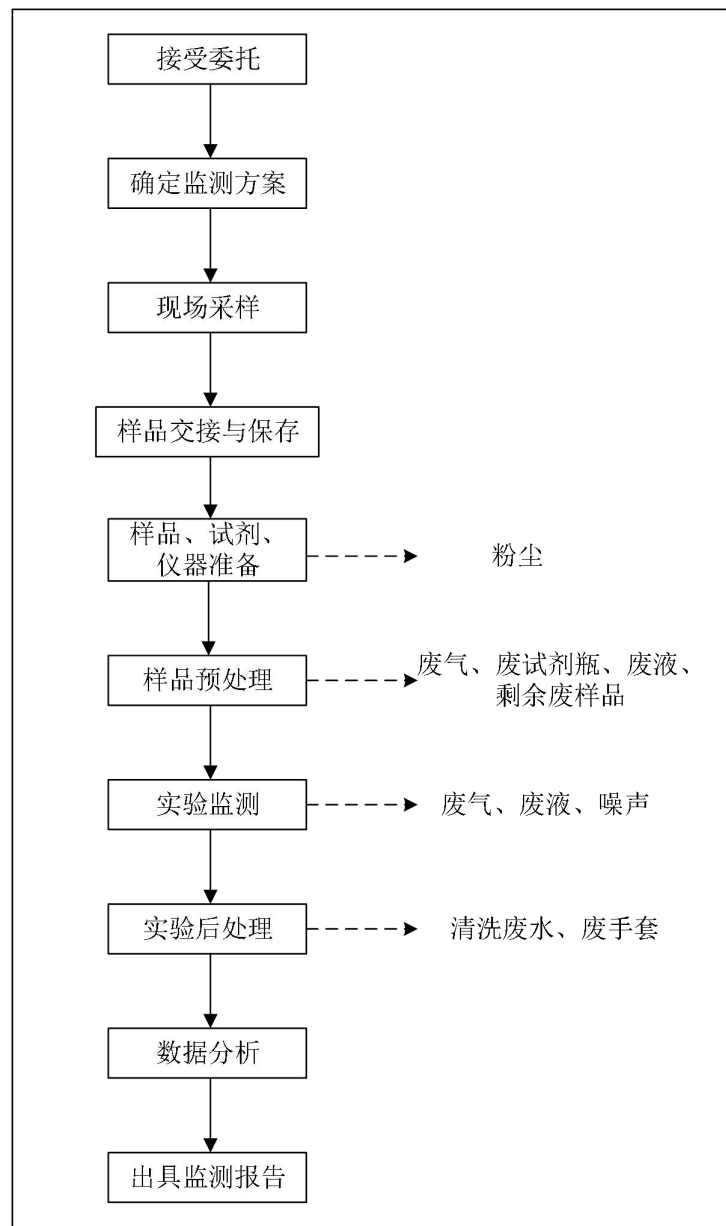 接受委托
确定监测方案
现场采样
样品交接与保存
样品、试剂、
仪器准备
粉尘
样品预处理
废气、废试剂瓶、废液、
剩余废样品
实验监测
废气、废液、噪声
实验后处理
清洗废水、废手套
数据分析
出具监测报告